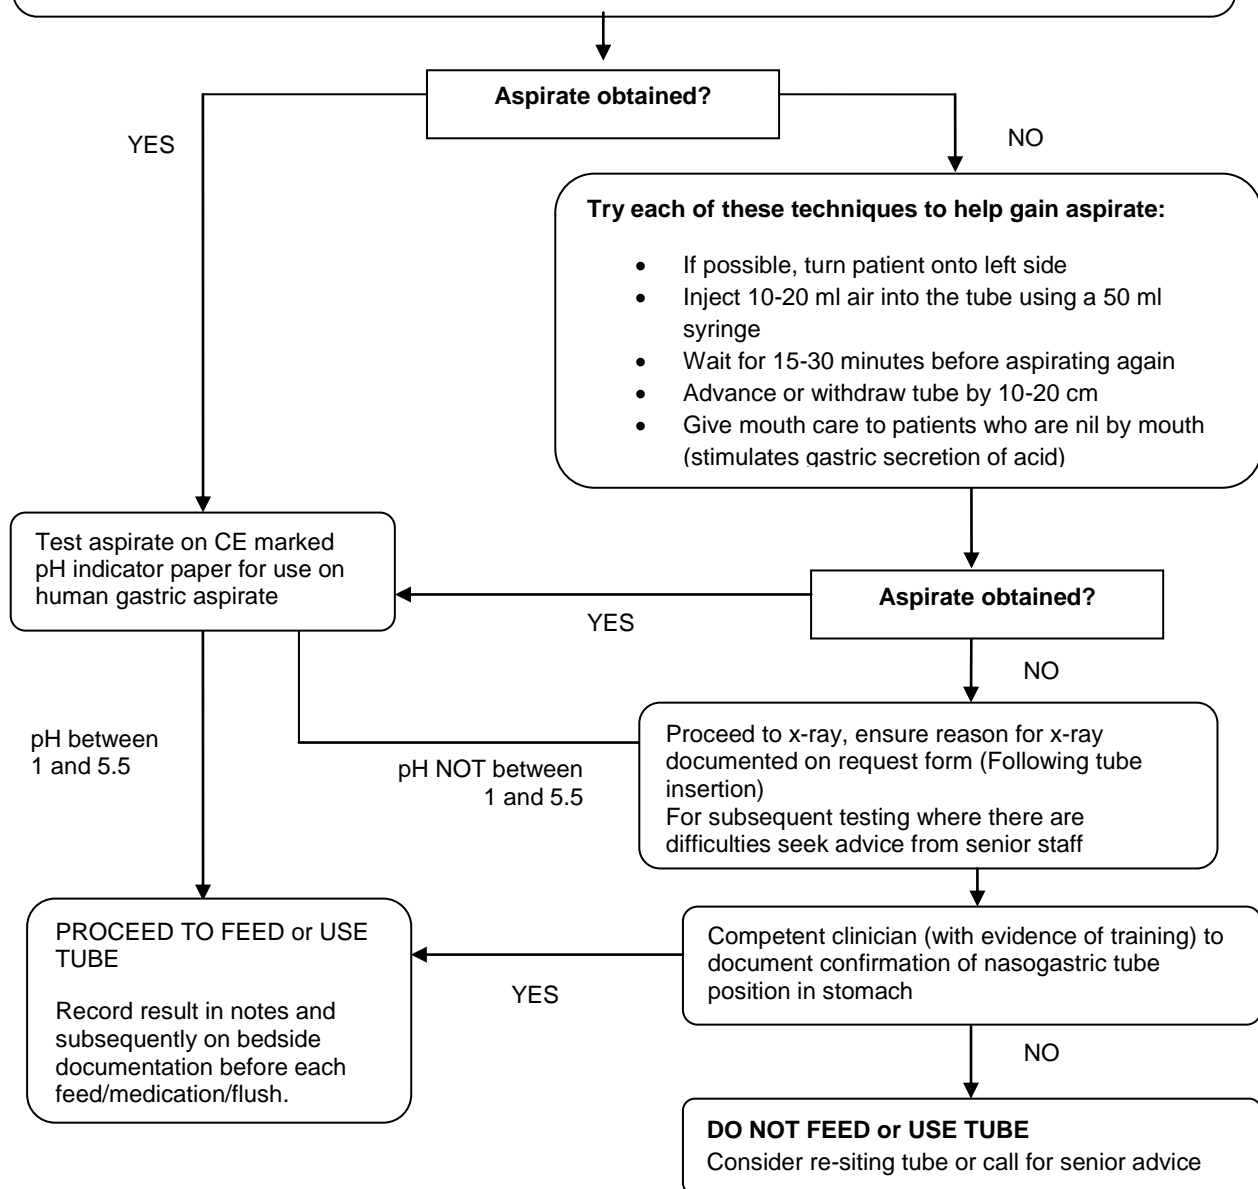 Aspirate obtained?
YES
NO
Try each of these techniques to help gain aspirate:
• If possible, turn patient onto left side
• Inject 10-20 ml air into the tube using a 50 ml
syringe
• Wait for 15-30 minutes before aspirating again
• Advance or withdraw tube by 10-20 cm
• Give mouth care to patients who are nil by mouth
(stimulates gastric secretion of acid)
Test aspirate on CE marked
pH indicator paper for use on
human gastric aspirate
YES
Aspirate obtained?
NO
pH between
1 and 5.5
pH NOT between
1 and 5.5
Proceed to x-ray, ensure reason for x-ray
documented on request form (Following tube
insertion)
For subsequent testing where there are
difficulties seek advice from senior staff
PROCEED TO FEED or USE
TUBE
Record result in notes and
subsequently on bedside
documentation before each
feed/medication/flush.
YES
Competent clinician (with evidence of training) to
document confirmation of nasogastric tube
position in stomach
NO
DO NOT FEED or USE TUBE
Consider re-siting tube or call for senior advice